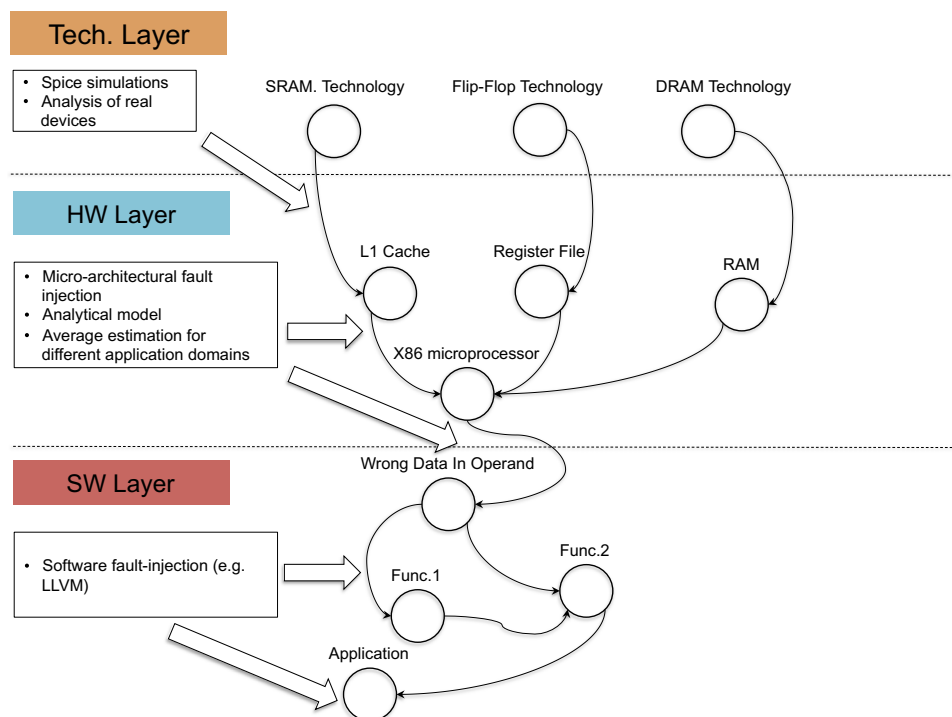 Tech. Layer
• Spice simulations
• Analysis of real
devices
SRAM. Technology
Flip-Flop Technology
DRAM Technology
HW Layer
• Micro-architectural fault
injection
• Analytical model
• Average estimation for
different application domains
L1 Cache
Register File
RAM
X86 microprocessor
SW Layer
Wrong Data In Operand
• Software fault-injection (e.g.
LLVM)
Func.2
Func.1
Application